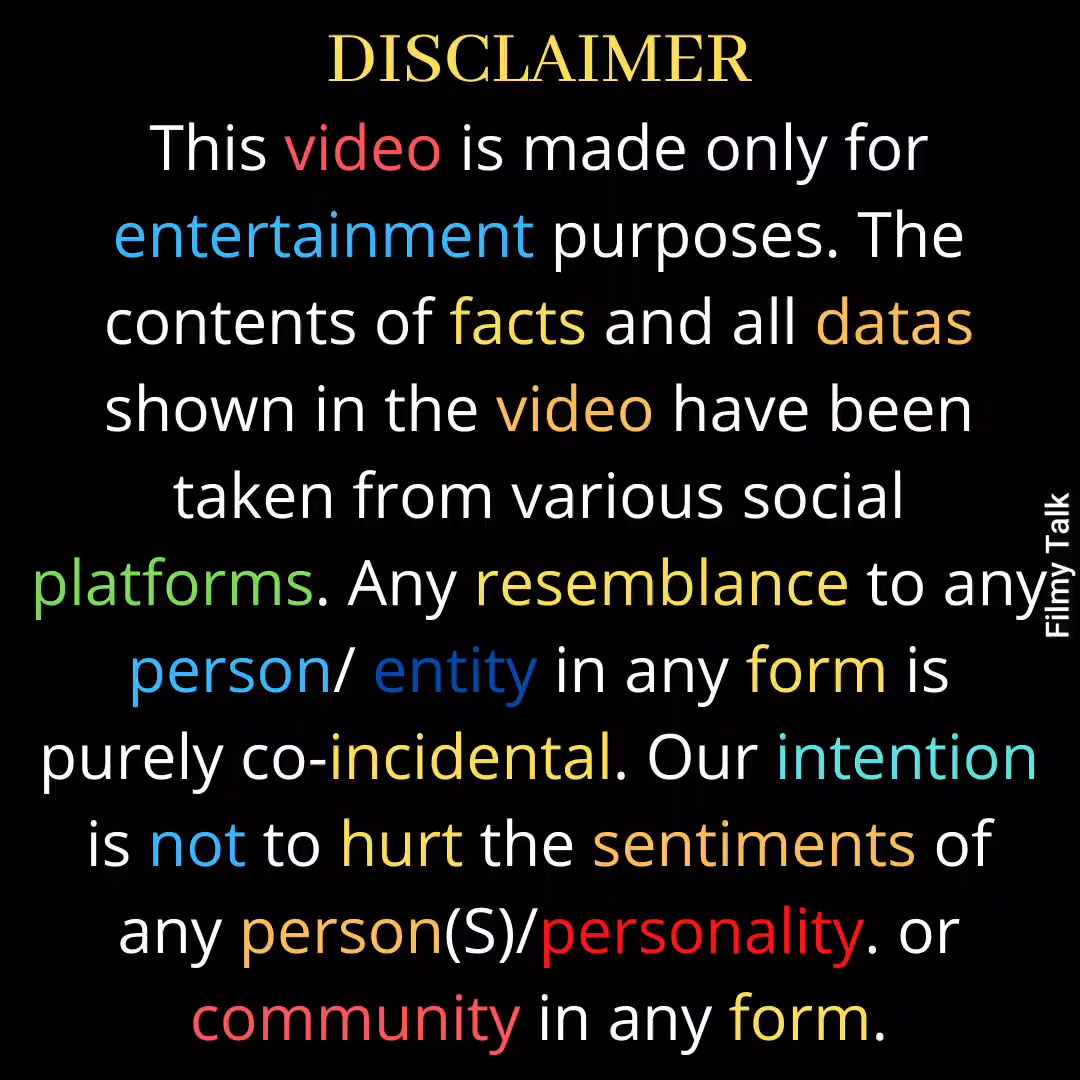 DISCLAIMER
This video is made only for
entertainment purposes. The
contents of facts and all datas
shown in the video have been
taken from various social
platforms. Any resemblance to any
person/ entity in any form is
purely co-incidental. Our intention
is not to hurt the sentiments of
any person(S)/personality. or
community in any form.
Filmy Talk